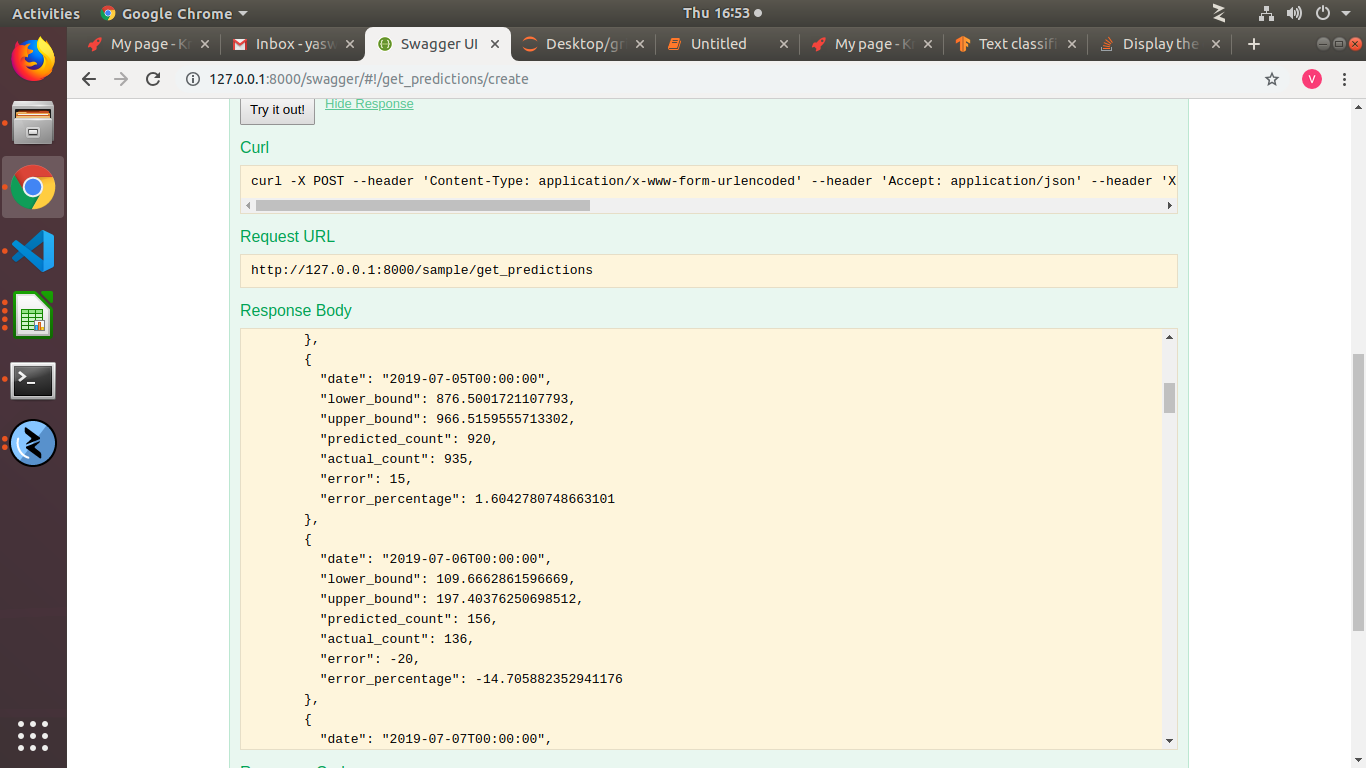 Activities
Google Chrome
Thu 16:53
My page - K
Inbox - yasw
Swagger UI
Desktop/gr
Untitled
My page - K
Text classif
Display the
127.0.0.1:8000/swagger/#!/get_predictions/create
V
Try it out!
Hide Response
Curl
curl -X POST --header 'Content-Type: application/x-www-form-urlencoded' --header 'Accept: application/json' --header 'X
Request URL
http://127.0.0.1:8000/sample/get_predictions
Response Body
},
{
"date": "2019-07-05T00:00:00",
"lower_bound": 876.5001721107793,
"upper_bound": 966.5159555713302,
"predicted_count": 920,
"actual_count": 935,
"error": 15,
"error_percentage": 1.6042780748663101
},
{
"date": "2019-07-06T00:00:00",
"lower_bound": 109.6662861596669,
"upper_bound": 197.40376250698512,
"predicted_count": 156,
"actual_count": 136,
"error": -20,
"error_percentage": -14.705882352941176
},
{
"date": "2019-07-07T00:00:00",